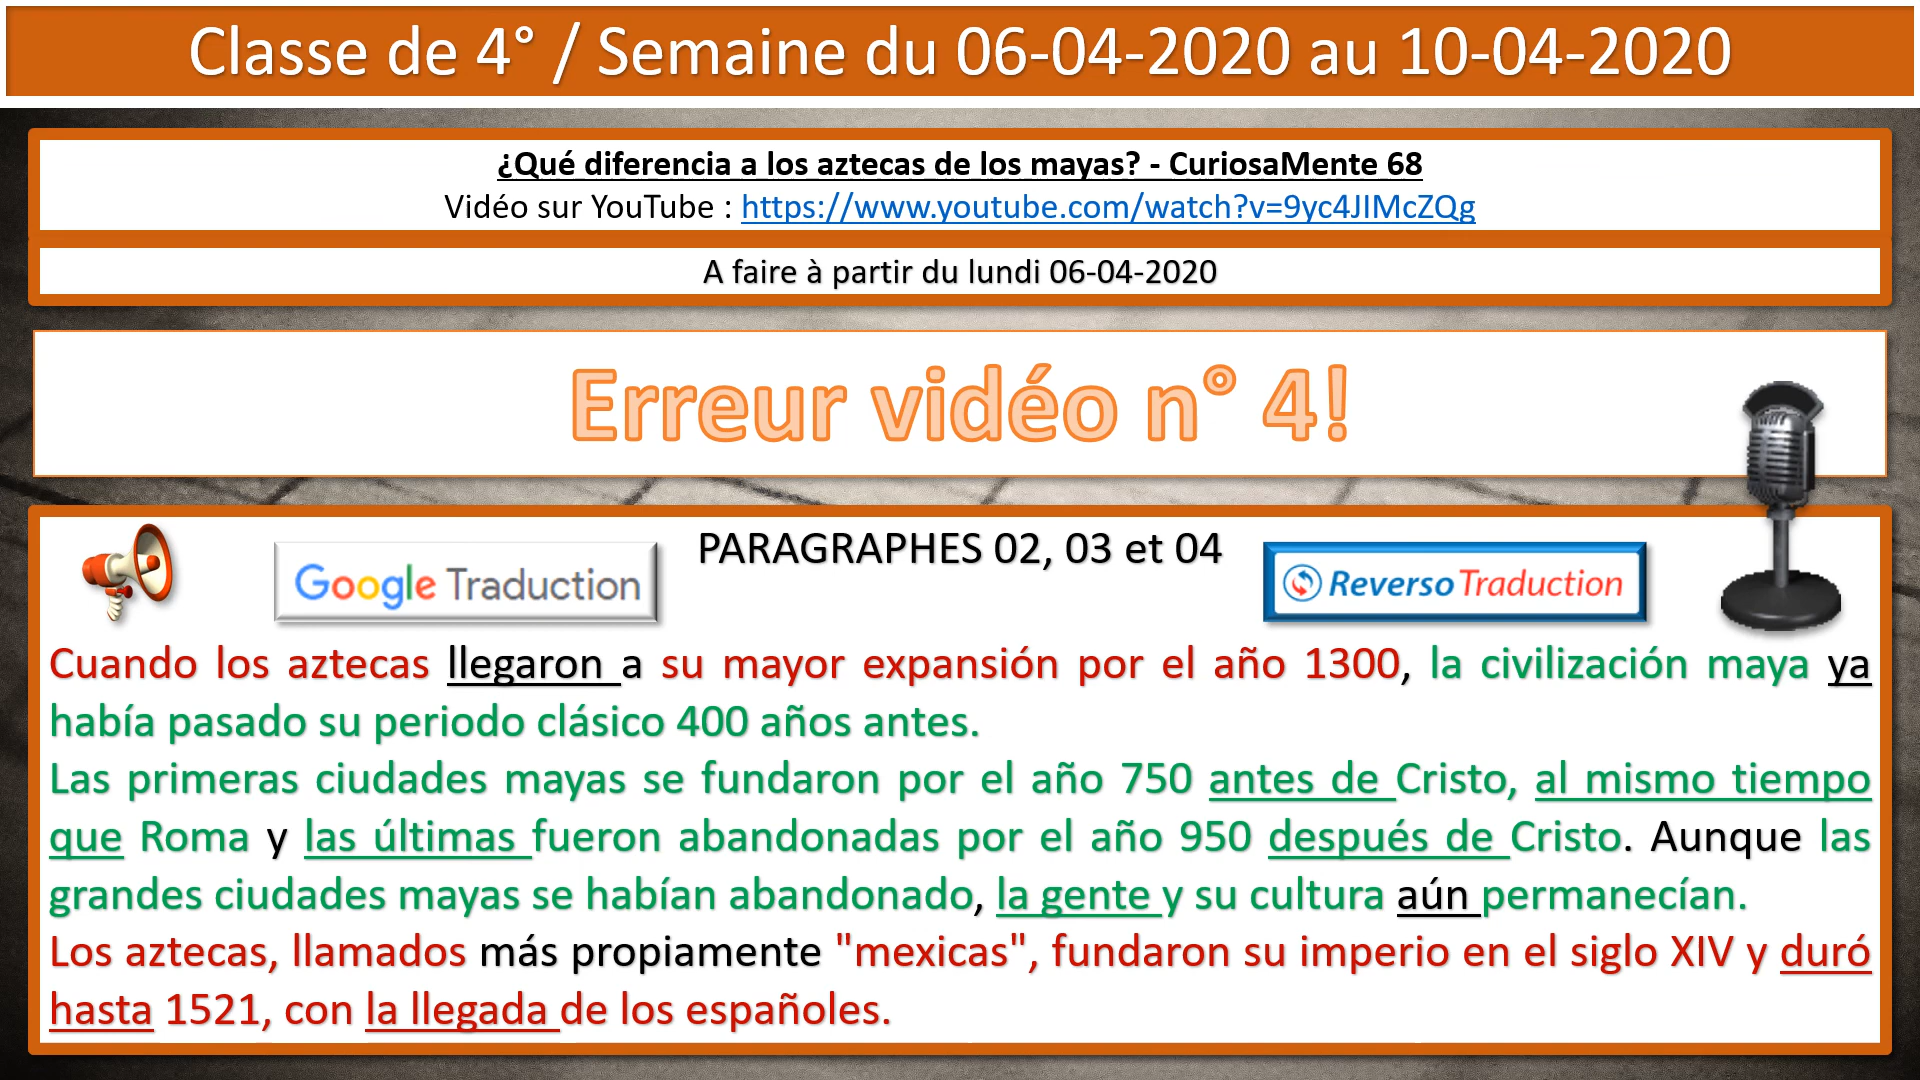 Classe de 4° / Semaine du 06-04-2020 au 10-04-2020
¿Qué diferencia a los aztecas de los mayas? - CuriosaMente 68
Vidéo sur YouTube : https://www.youtube.com/watch?v=9yc4JIMcZQg
A faire à partir du lundi 06-04-2020
Erreur vidéo n° 4!
PARAGRAPHES 02, 03 et 04
Google Traduction
Reverso Traduction
Cuando los aztecas llegaron a su mayor expansión por el año 1300, la civilización maya ya
había pasado su periodo clásico 400 años antes.
Las primeras ciudades mayas se fundaron por el año 750 antes de Cristo, al mismo tiempo
que Roma y las últimas fueron abandonadas por el año 950 después de Cristo. Aunque las
grandes ciudades mayas se habían abandonado, la gente y su cultura aún permanecían.
Los aztecas, llamados más propiamente "mexicas", fundaron su imperio en el siglo XIV y duró
hasta 1521, con la llegada de los españoles.